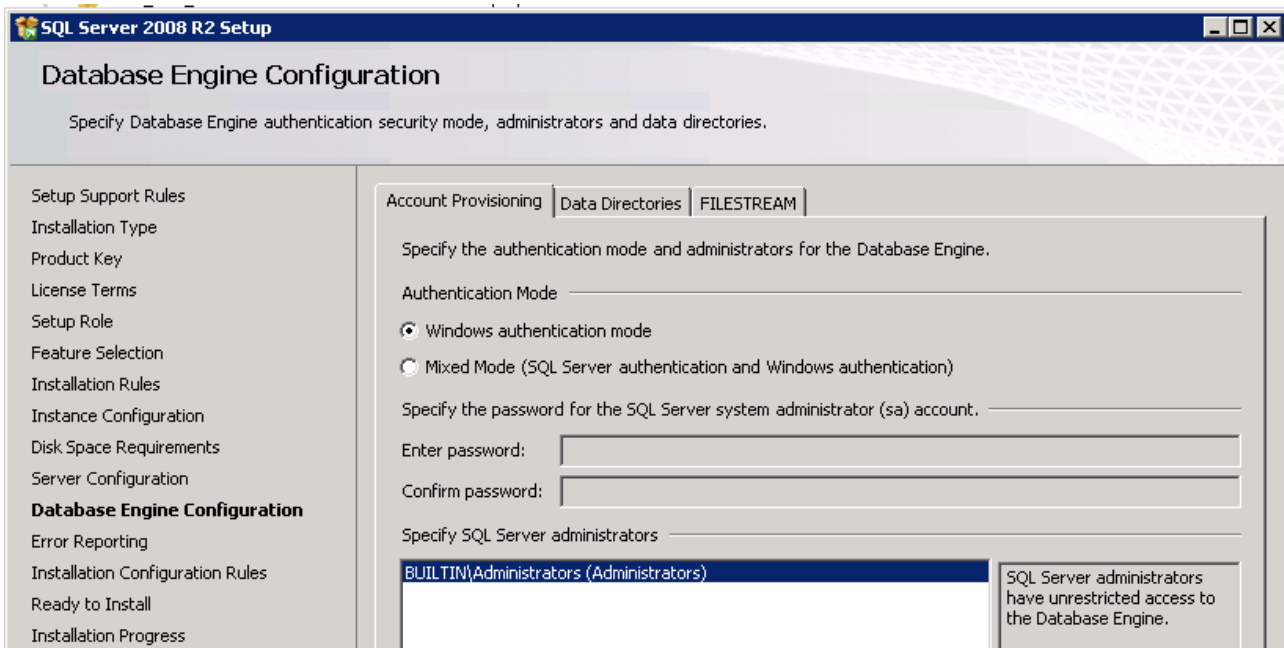 SQL Server 2008 R2 Setup
Database Engine Configuration
Specify Database Engine authentication security mode, administrators and data directories.
Setup Support Rules
Installation Type
Product Key
License Terms
Setup Role
Feature Selection
Installation Rules
Instance Configuration
Disk Space Requirements
Server Configuration
Database Engine Configuration
Error Reporting
Installation Configuration Rules
Ready to Install
Installation Progress
Account Provisioning Data Directories FILESTREAM
Specify the authentication mode and administrators for the Database Engine.
Authentication Mode
Windows authentication mode
Mixed Mode (SQL Server authentication and Windows authentication)
Specify the password for the SQL Server system administrator (sa) account.
Enter password:
Confirm password:
Specify SQL Server administrators
BUILTIN\Administrators (Administrators)
SQL Server administrators
have unrestricted access to
the Database Engine.